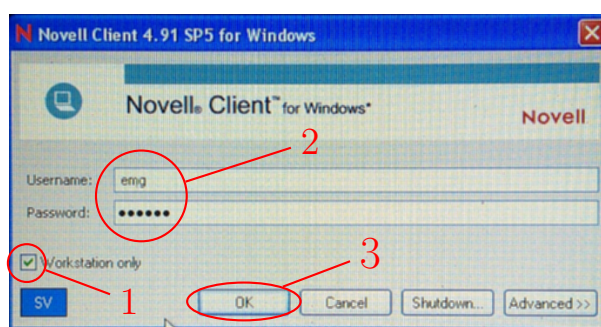 Novell Client 4.91 SP5 for Windows
Novell® Client™ for Windows*
Novell
2
Username: emg
Password: ••••••
3
Workstation only
1
SV OK Cancel Shutdown... Advanced >>